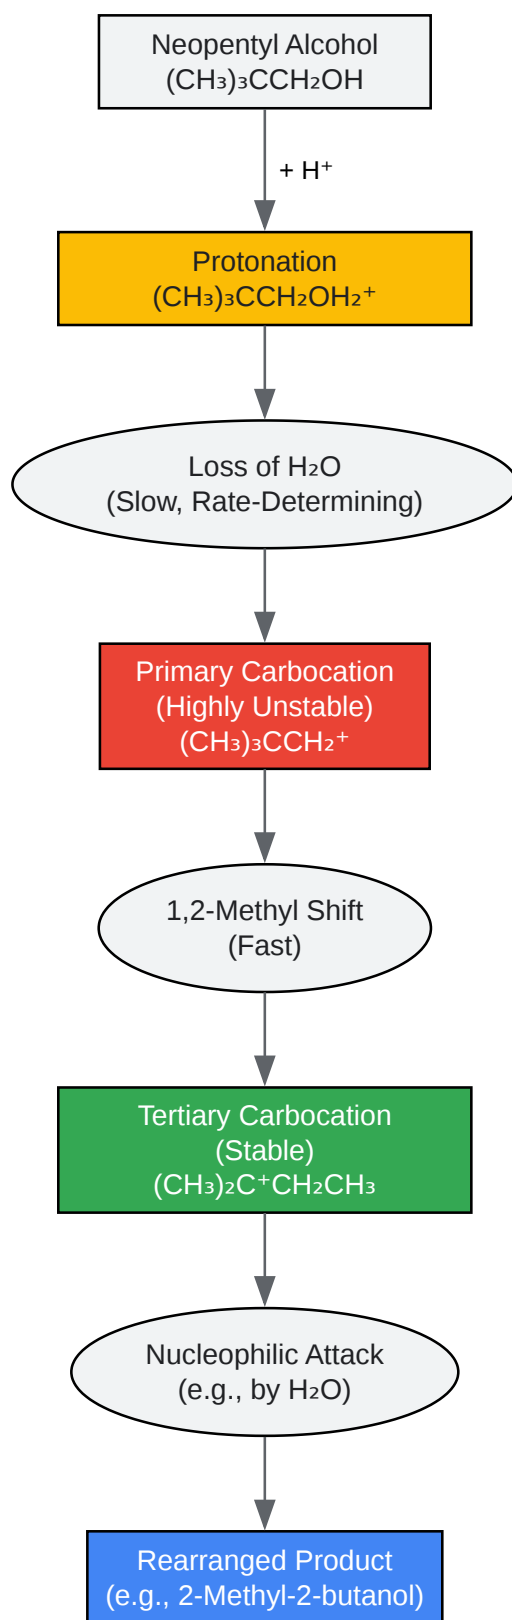 Neopentyl Alcohol
(CH₃)₃CCH₂OH
+ H⁺
Protonation
(CH₃)₃CCH₂OH₂⁺
Loss of H₂O
(Slow, Rate-Determining)
Primary Carbocation
(Highly Unstable)
(CH₃)₃CCH₂⁺
1,2-Methyl Shift
(Fast)
Tertiary Carbocation
(Stable)
(CH₃)₂C⁺CH₂CH₃
Nucleophilic Attack
(e.g., by H₂O)
Rearranged Product
(e.g., 2-Methyl-2-butanol)